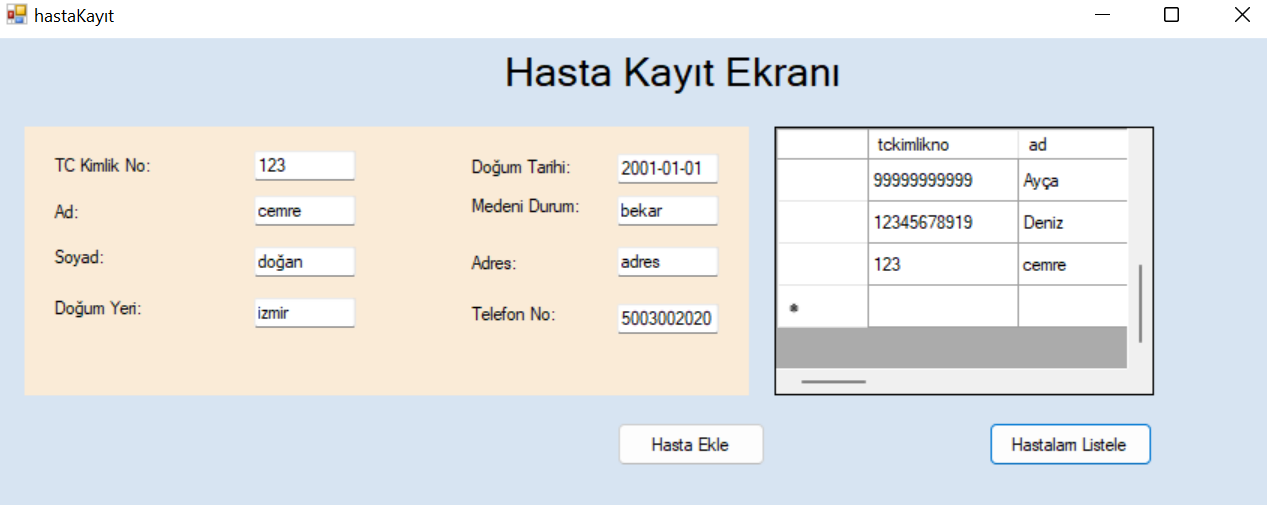 hastaKayıt
Hasta Kayıt Ekranı
TC Kimlik No: 123
Ad: cemre
Soyad: doğan
Doğum Yeri: izmir
Doğum Tarihi: 2001-01-01
Medeni Durum: bekar
Adres: adres
Telefon No: 5003002020
tckimlikno ad
99999999999 Ayça
12345678919 Deniz
123 cemre
*
Hasta Ekle
Hastalam Listele